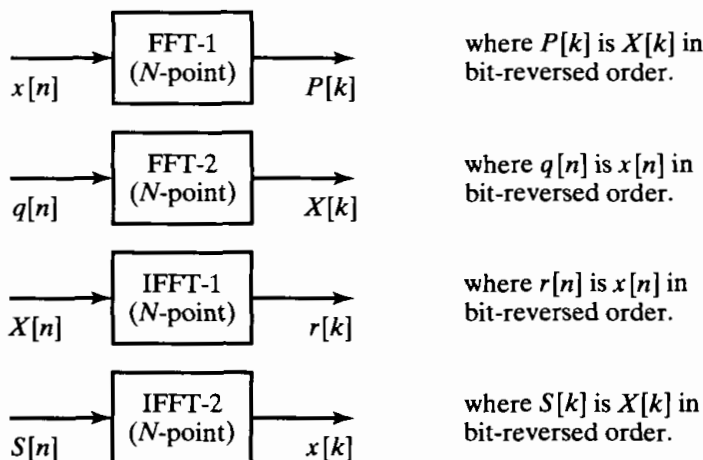 FFT-1
(N-point)
x[n]
P[k]
where P[k] is X[k] in
bit-reversed order.
FFT-2
(N-point)
q[n]
X[k]
where q[n] is x[n] in
bit-reversed order.
IFFT-1
(N-point)
X[n]
r[k]
where r[n] is x[n] in
bit-reversed order.
IFFT-2
(N-point)
S[n]
x[k]
where S[k] is X[k] in
bit-reversed order.